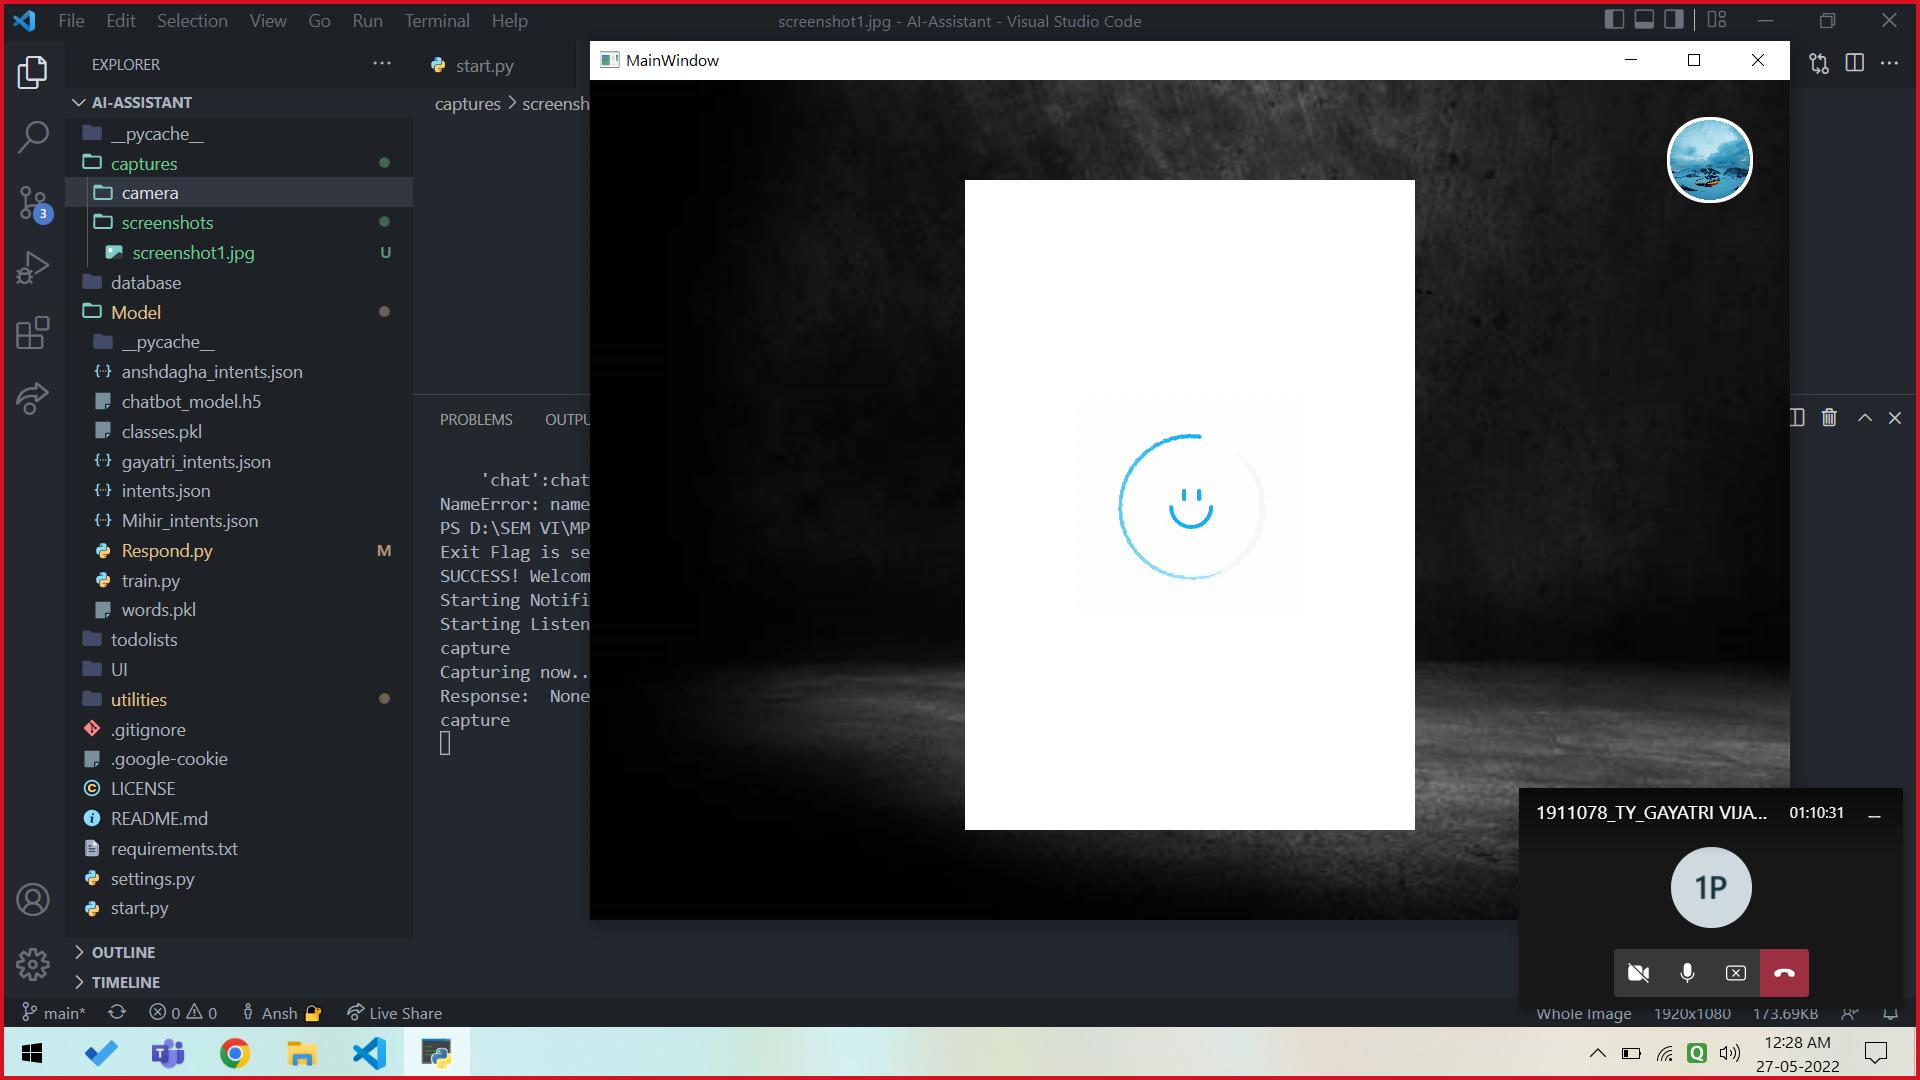 File Edit Selection View Go Run Terminal Help
screenshot1.jpg - AI-Assistant - Visual Studio Code
EXPLORER
start.py
MainWindow
AI-ASSISTANT
captures > screensh
__pycache__
captures
camera
screenshots
screenshot1.jpg U
database
Model
__pycache__
anshdagha_intents.json
chatbot_model.h5
classes.pkl
gayatri_intents.json
intents.json
Mihir_intents.json
Respond.py M
train.py
words.pkl
todolists
UI
utilities
.gitignore
.google-cookie
LICENSE
README.md
requirements.txt
settings.py
start.py
OUTLINE
TIMELINE
3
PROBLEMS OUTPU
'chat':chat
NameError: name
PS D:\SEM VI\MP
Exit Flag is se
SUCCESS! Welcom
Starting Notifi
Starting Listen
capture
Capturing now..
Response: None
capture
1911078_TY_GAYATRI VIJA... 01:10:31
1P
main* 0 0 Ansh Live Share
Whole Image 1920x1080 173.69KB
12:28 AM
27-05-2022